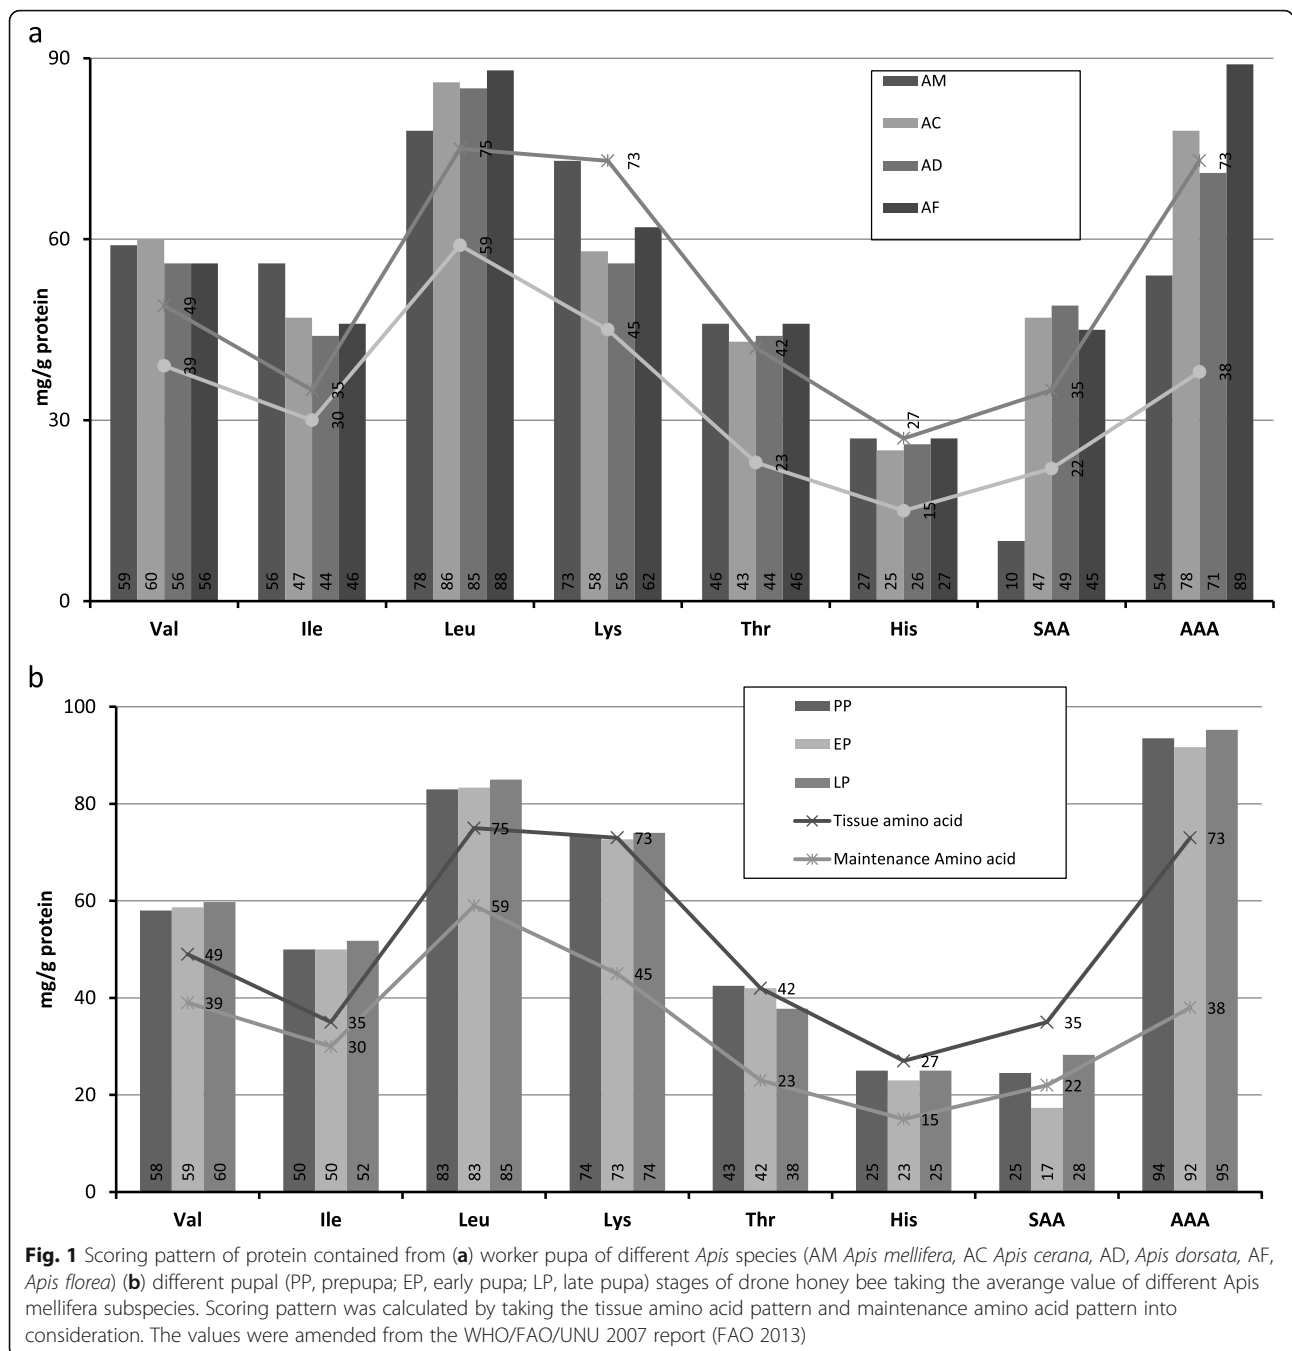 a
90
60
30
0
mg/g protein
AM
AC
AD
AF
49
35
75
73
42
27
35
73
39
30
59
45
23
15
22
38
59 60 56 56
56 47 44 46
78 86 85 88
73 58 56 62
46 43 44 46
27 25 26 27
10 47 49 45
54 78 71 89
Val Ile Leu Lys Thr His SAA AAA
b
100
80
60
40
20
0
mg/g protein
PP
EP
LP
Tissue amino acid
Maintenance Amino acid
49
35
75
73
42
27
35
73
39
30
59
45
23
15
22
38
58 59 60
50 50 52
83 83 85
74 73 74
43 42 38
25 23 25
25 17 28
94 92 95
Val Ile Leu Lys Thr His SAA AAA
Fig. 1 Scoring pattern of protein contained from (a) worker pupa of different Apis species (AM Apis mellifera, AC Apis cerana, AD, Apis dorsata, AF,
Apis florea) (b) different pupal (PP, prepupa; EP, early pupa; LP, late pupa) stages of drone honey bee taking the averange value of different Apis
mellifera subspecies. Scoring pattern was calculated by taking the tissue amino acid pattern and maintenance amino acid pattern into
consideration. The values were amended from the WHO/FAO/UNU 2007 report (FAO 2013)